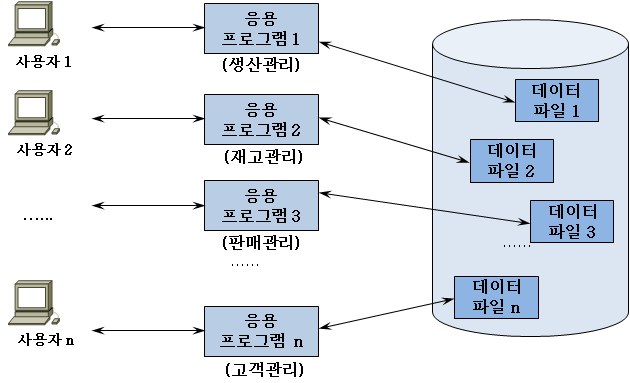 사용자 1
응용
프로그램 1
(생산관리)
데이터
파일 1
사용자 2
응용
프로그램 2
(재고관리)
데이터
파일 2
......
응용
프로그램 3
(판매관리)
......
데이터
파일 3
......
사용자 n
응용
프로그램 n
(고객관리)
데이터
파일 n